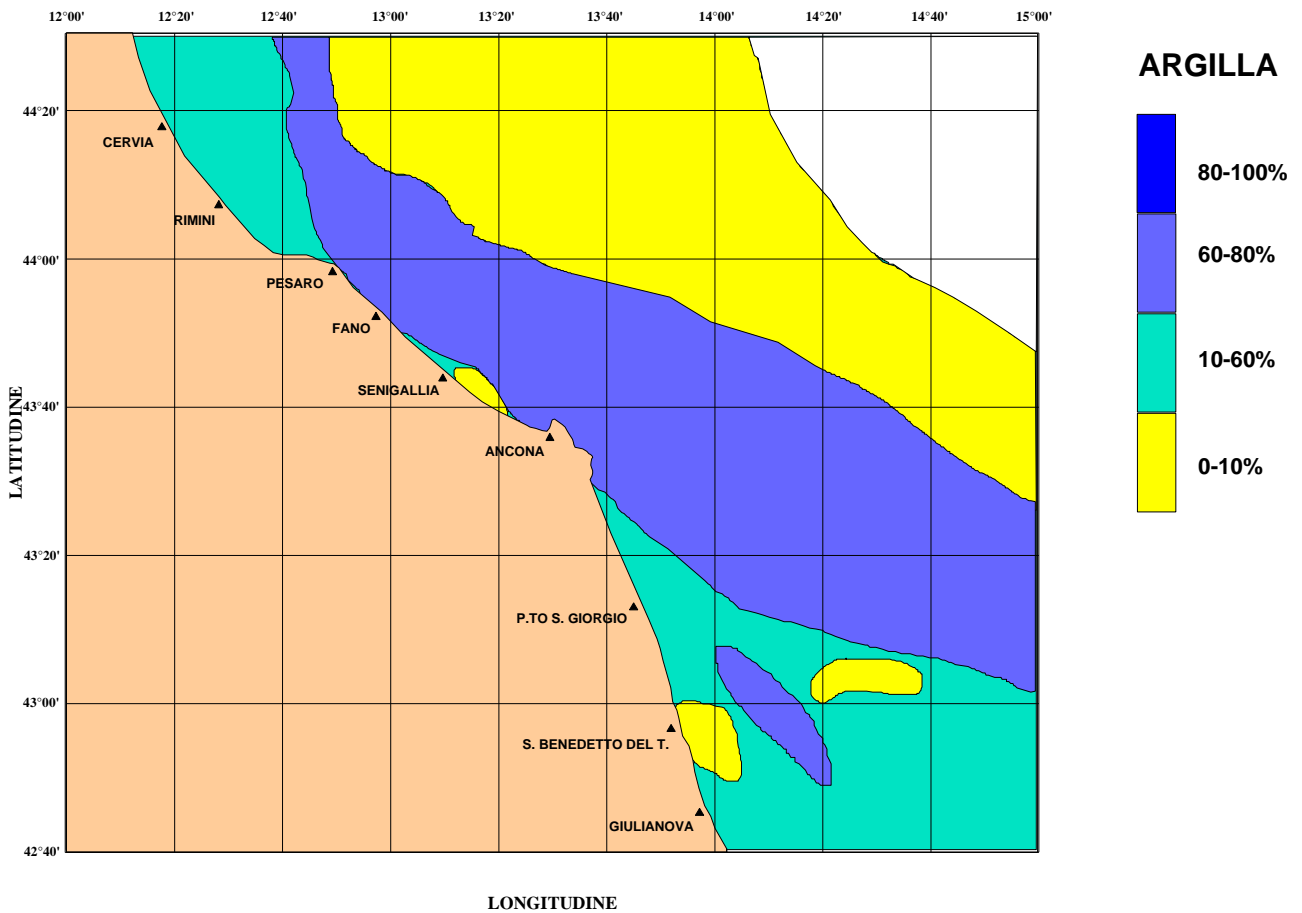 12°00' 12°20' 12°40' 13°00' 13°20' 13°40' 14°00' 14°20' 14°40' 15°00'
ARGILLA
44°20'
CERVIA
80-100%
RIMINI
60-80%
44°00'
PESARO
FANO
10-60%
SENIGALLIA
43°40'
LATITUDINE
ANCONA
0-10%
43°20'
P.TO S. GIORGIO
43°00'
S. BENEDETTO DEL T.
GIULIANOVA
42°40'
LONGITUDINE